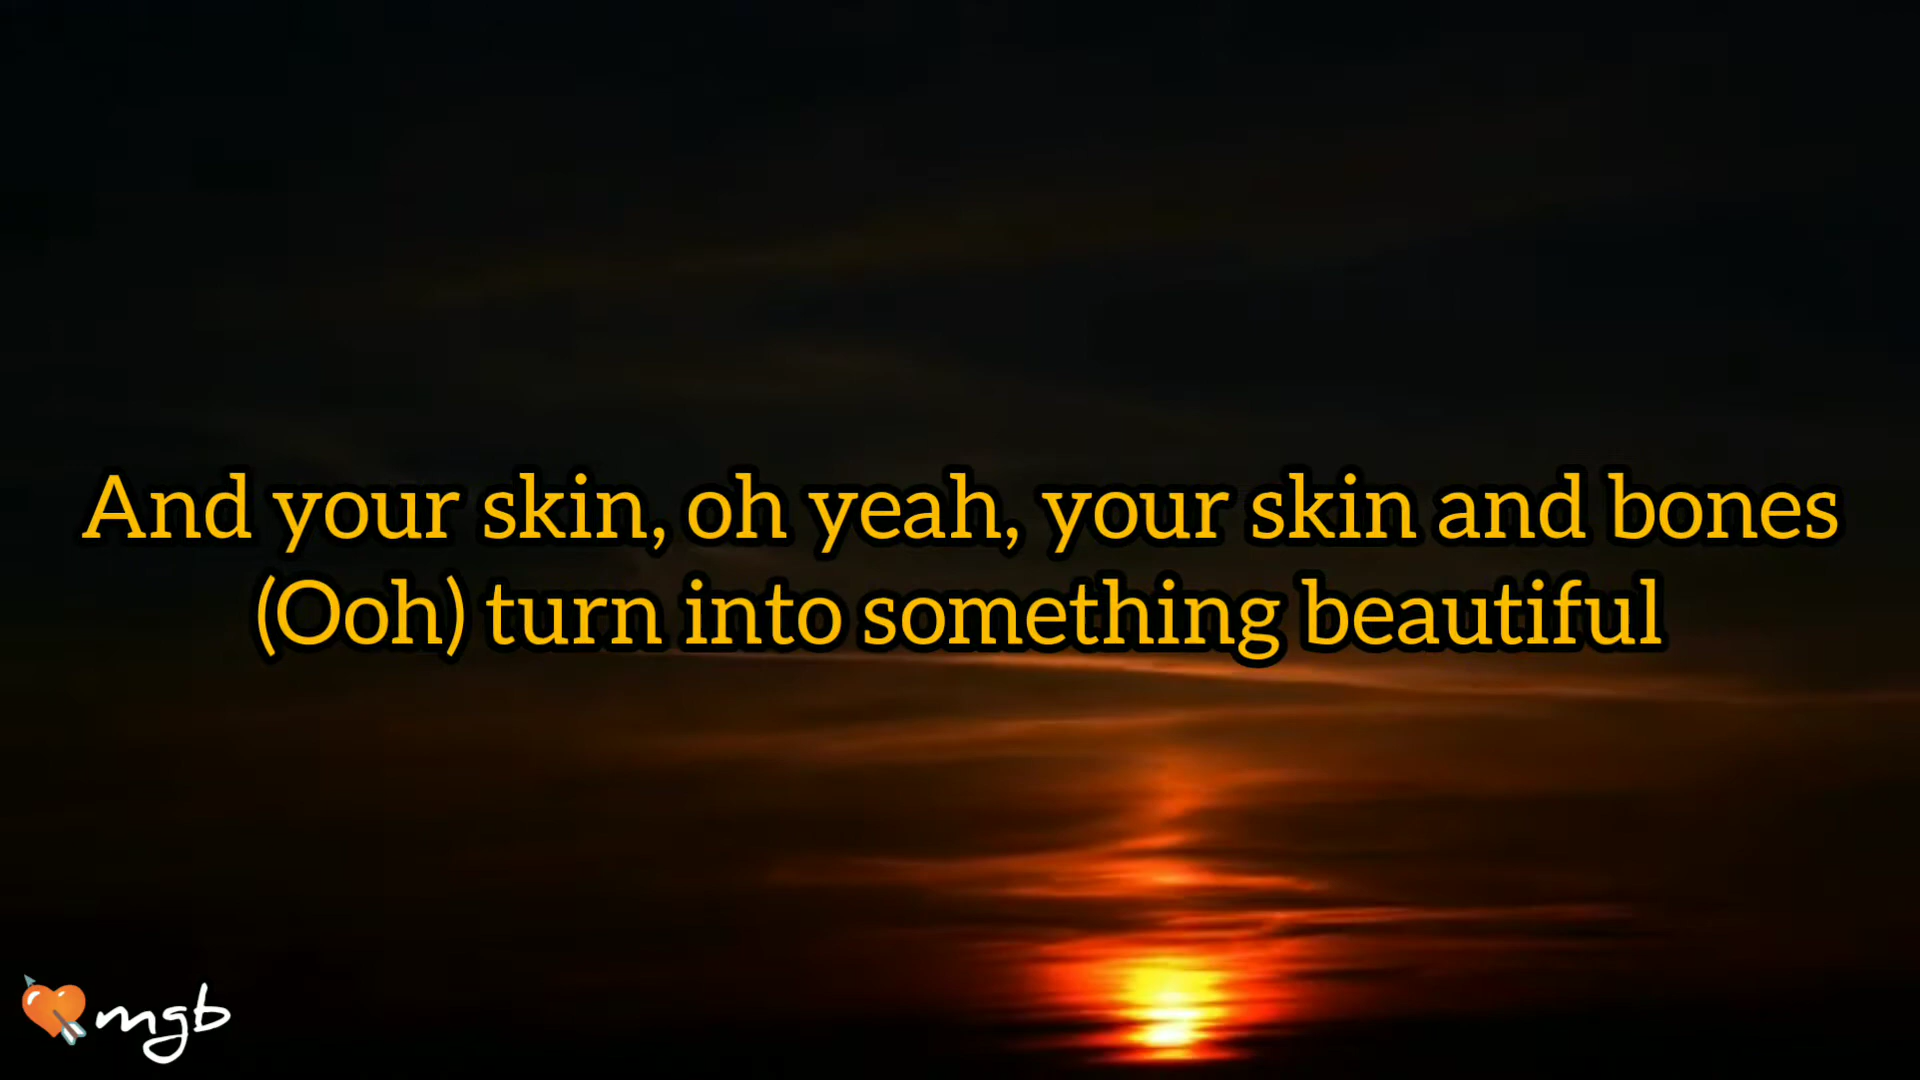 And your skin, oh yeah, your skin and bones
(Ooh) turn into something beautiful
mgb